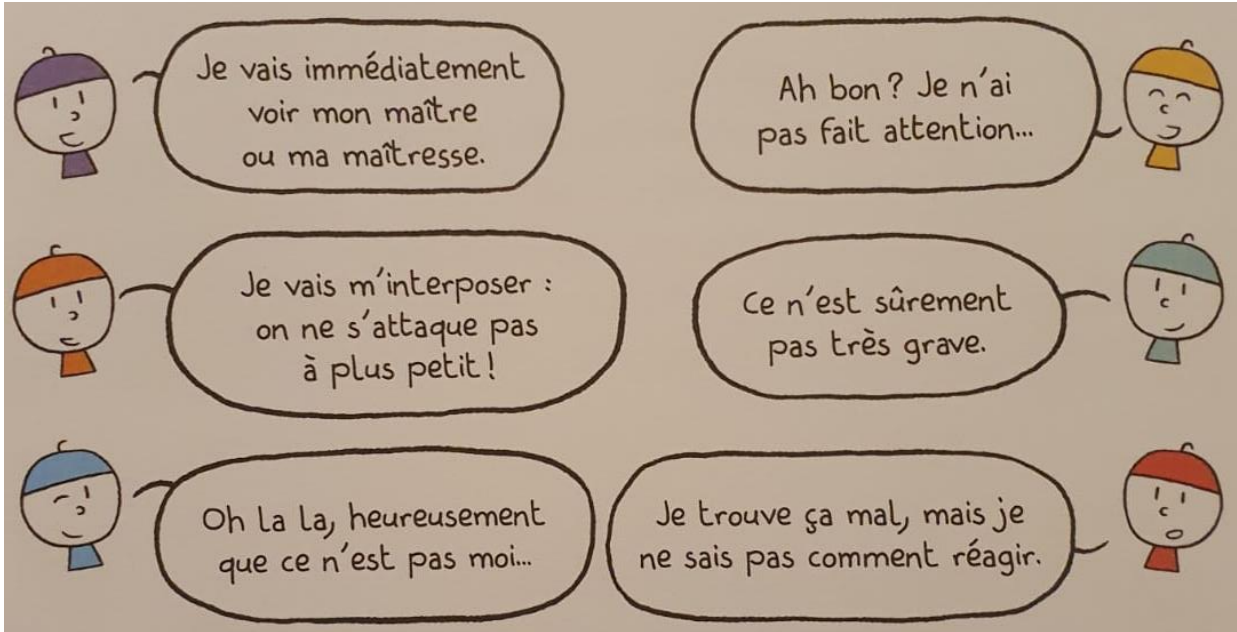 Je vais immédiatement
voir mon maître
ou ma maîtresse.
Ah bon ? Je n'ai
pas fait attention...
Je vais m'interposer :
on ne s'attaque pas
à plus petit !
Ce n'est sûrement
pas très grave.
Oh la la, heureusement
que ce n'est pas moi...
Je trouve ça mal, mais je
ne sais pas comment réagir.